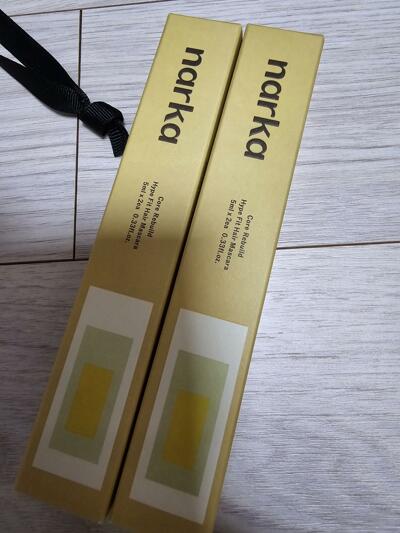 narka
Core Rebuild
Hype Fit Hair Mascara
5ml x 2ea 0.33fl.oz.
narka
Core Rebuild
Hype Fit Hair Mascara
5ml x 2ea 0.33fl.oz.